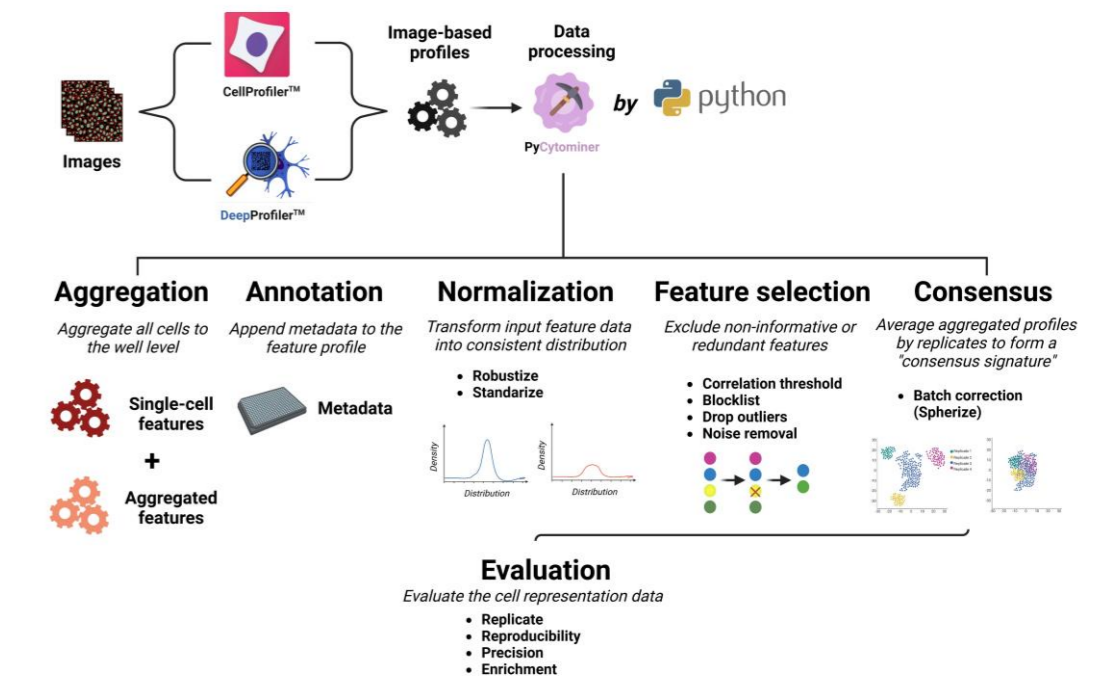 Images
CellProfiler™
DeepProfiler™
Image-based
profiles
Data
processing
PyCytominer
by
python
Aggregation
Aggregate all cells to
the well level
Single-cell
features
+
Aggregated
features
Annotation
Append metadata to the
feature profile
Metadata
Normalization
Transform input feature data
into consistent distribution
• Robustize
• Standarize
Density
Distribution
Density
Distribution
Feature selection
Exclude non-informative or
redundant features
• Correlation threshold
• Blocklist
• Drop outliers
• Noise removal
Consensus
Average aggregated profiles
by replicates to form a
"consensus signature"
• Batch correction
(Spherize)
Evaluation
Evaluate the cell representation data
• Replicate
• Reproducibility
• Precision
• Enrichment